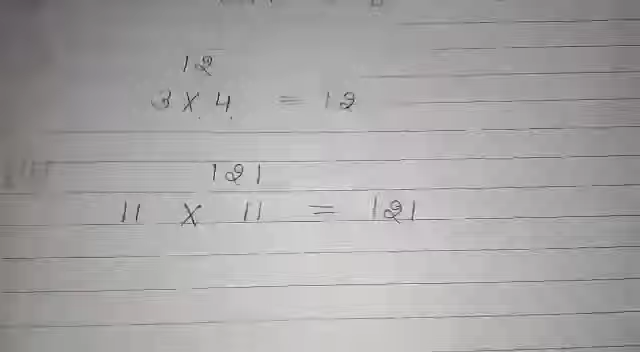 12
3 × 4 = 12
121
11 × 11 = 121